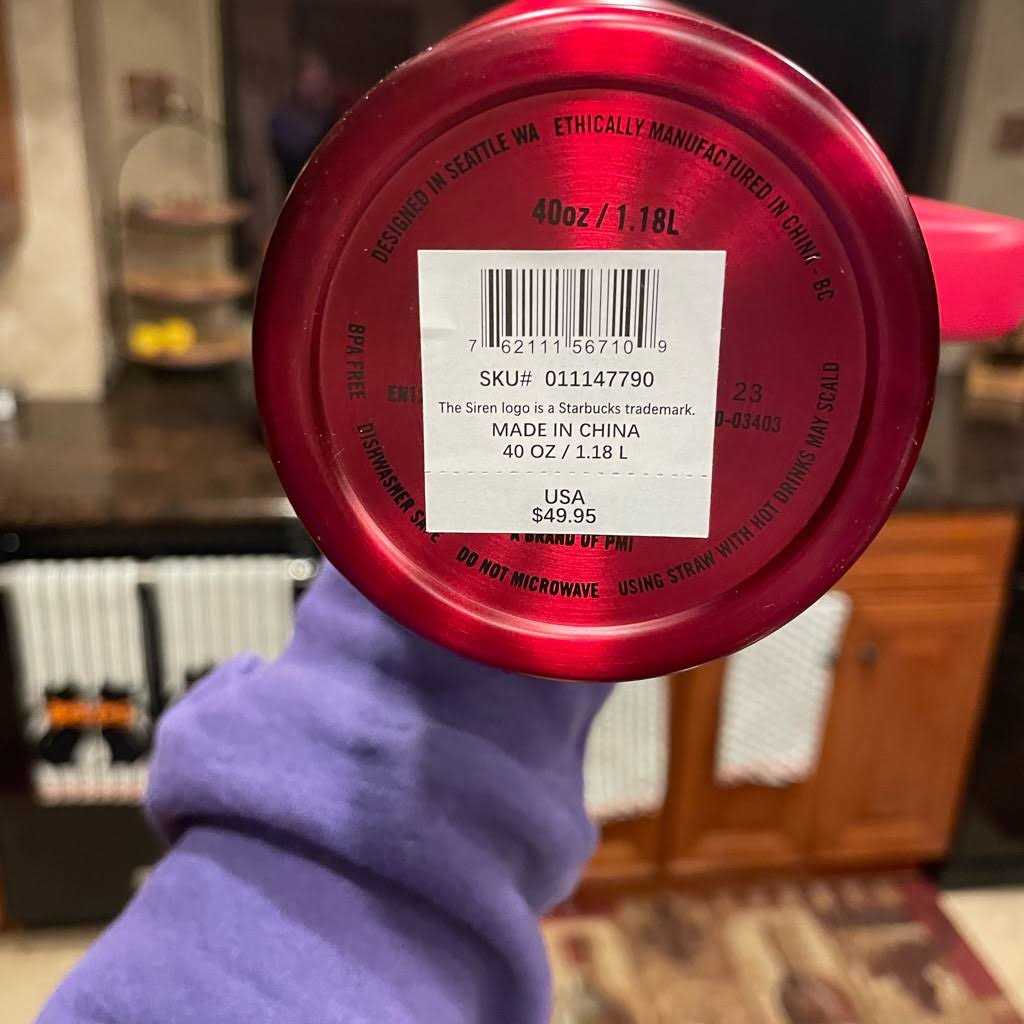 DESIGNED IN SEATTLE WA ETHICALLY MANUFACTURED IN CHINA - BC
40oz / 1.18L
7 62111 56710 9
SKU# 011147790
The Siren logo is a Starbucks trademark.
MADE IN CHINA
40 OZ / 1.18 L
USA
$49.95
23
0-03403
A BRAND OF PMI
BPA FREE DISHWASHER SAFE DO NOT MICROWAVE USING STRAW WITH HOT DRINKS MAY SCALD